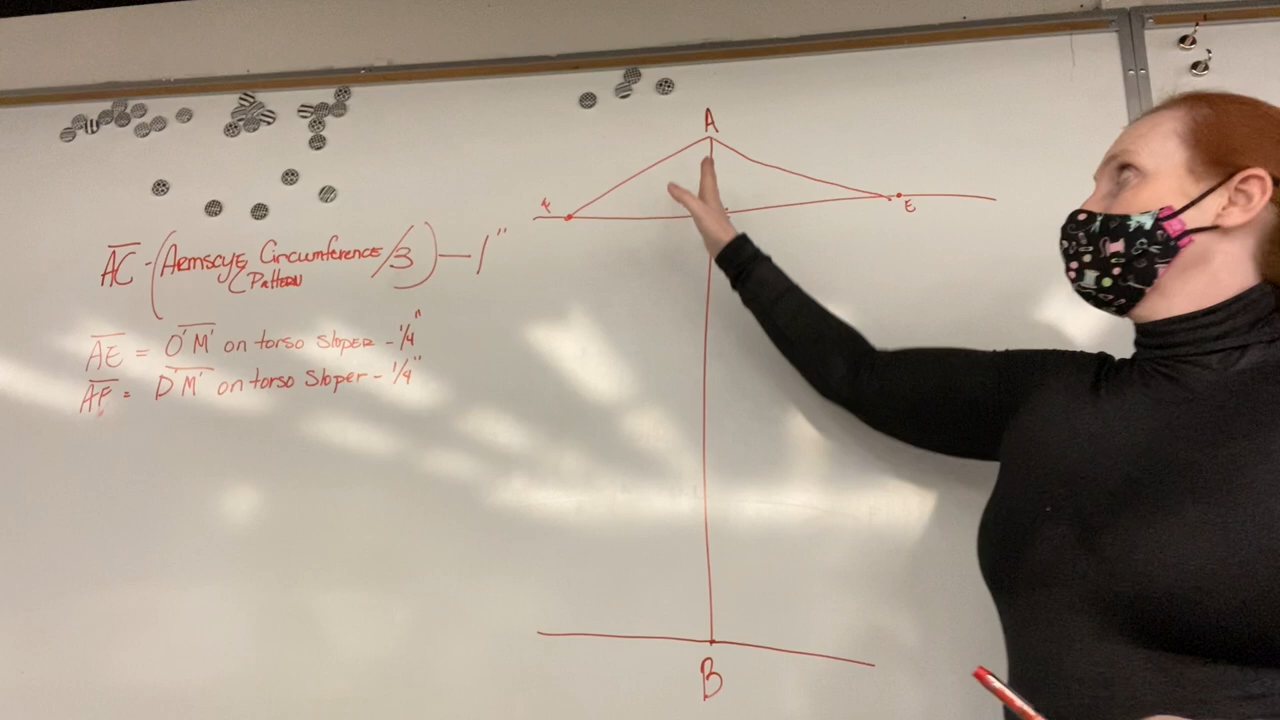 A
F
E
AC - (Armscye Circumference/3) - 1"
Pattern
AE = O'M' on torso sloper - 1/4"
AF = D'M' on torso sloper - 1/4"
B